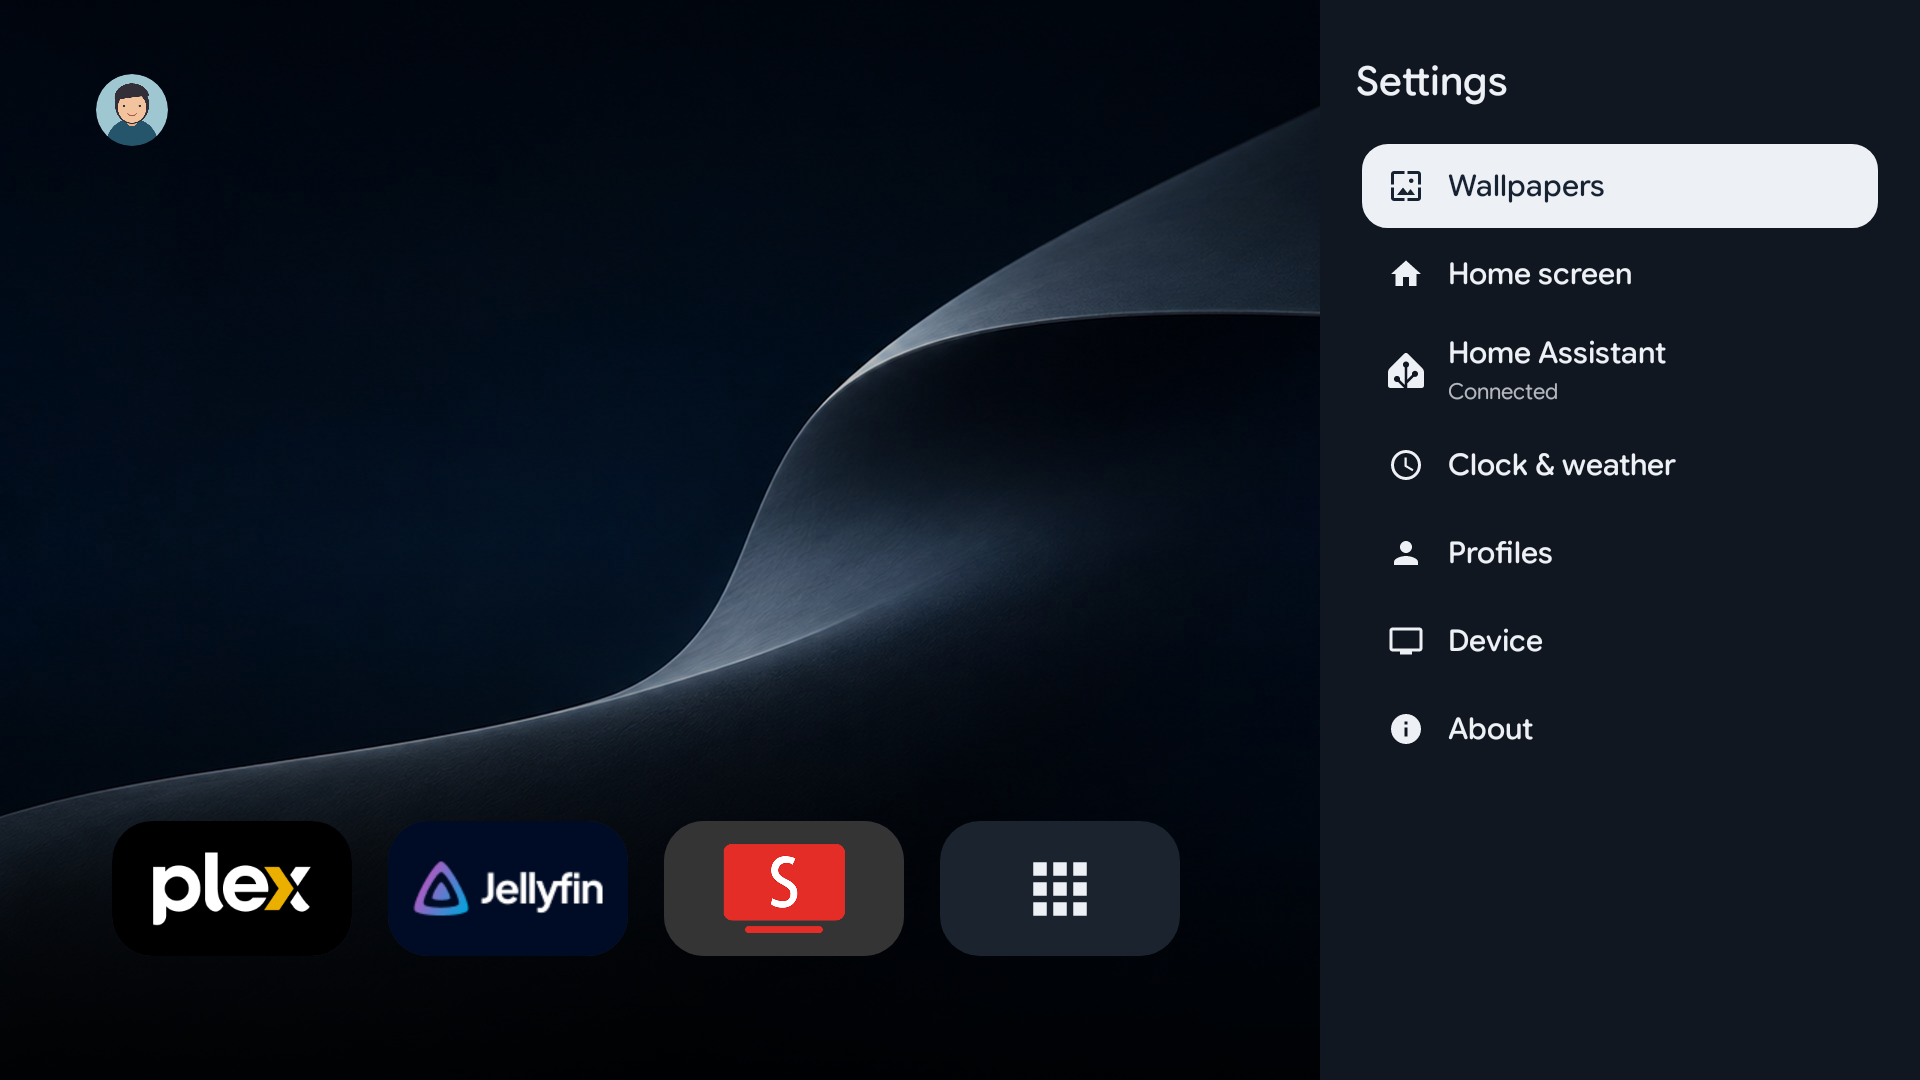 Settings
Wallpapers
Home screen
Home Assistant
Connected
Clock & weather
Profiles
Device
About
plex
Jellyfin
S